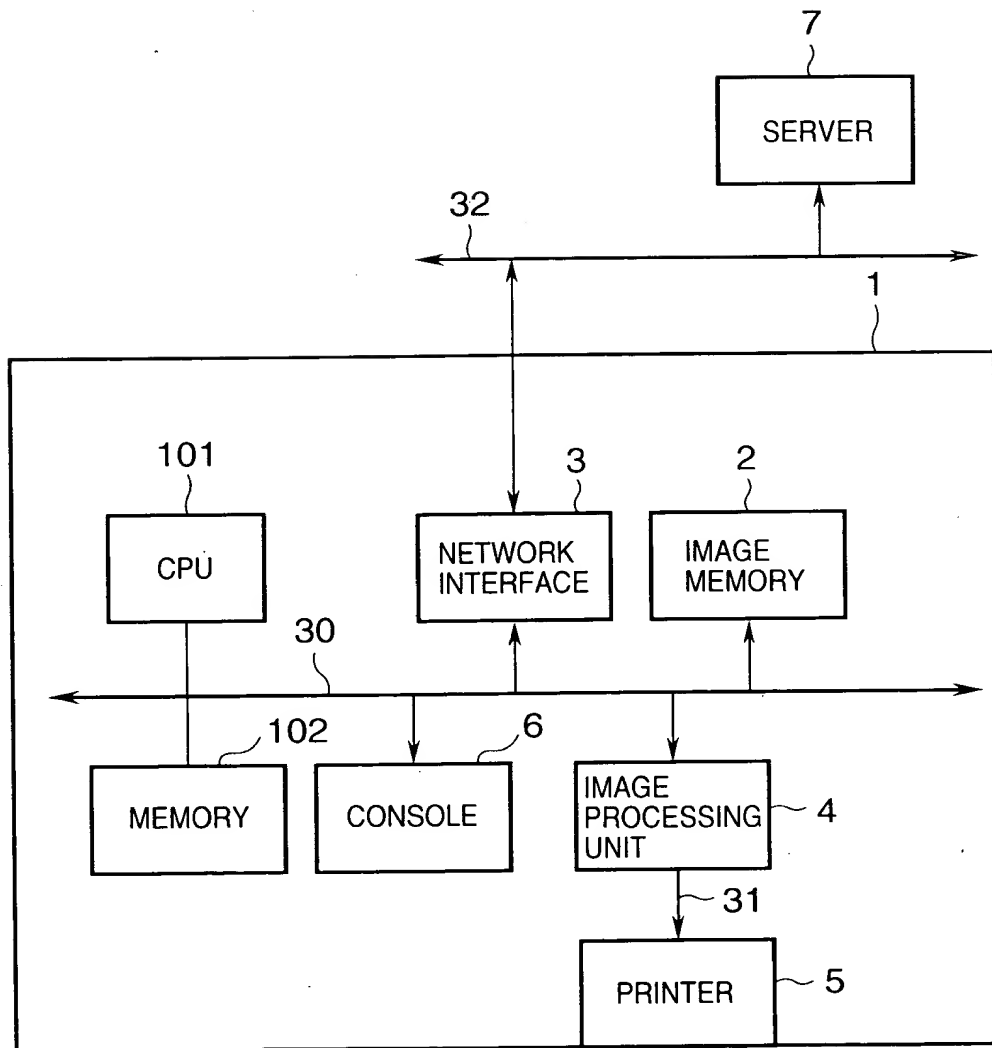 7
SERVER
32
1
101
3
2
CPU
NETWORK
INTERFACE
IMAGE
MEMORY
30
102
6
MEMORY
CONSOLE
IMAGE
PROCESSING
UNIT
4
31
PRINTER
5